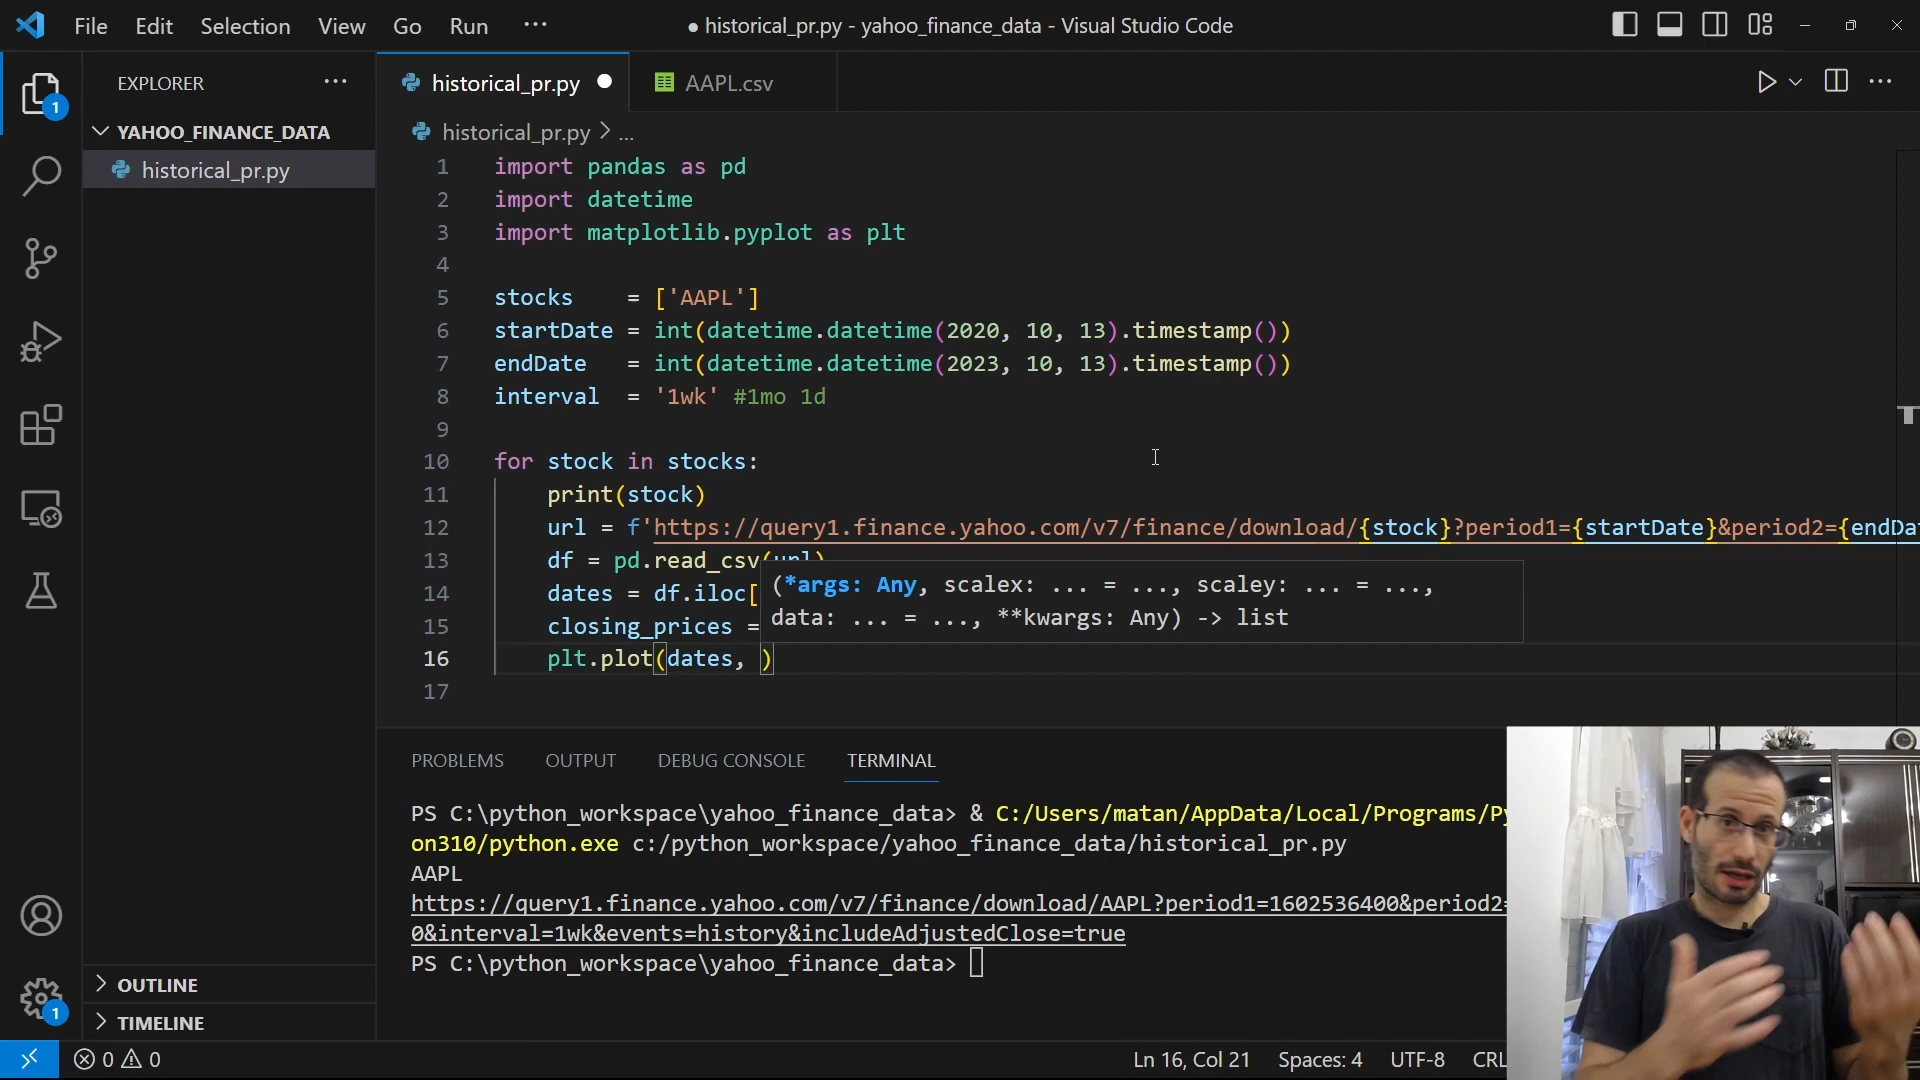 File Edit Selection View Go Run ...
● historical_pr.py - yahoo_finance_data - Visual Studio Code
EXPLORER ...
YAHOO_FINANCE_DATA
historical_pr.py
OUTLINE
TIMELINE
historical_pr.py ●
AAPL.csv
historical_pr.py > ...
1 import pandas as pd
2 import datetime
3 import matplotlib.pyplot as plt
4
5 stocks    = ['AAPL']
6 startDate = int(datetime.datetime(2020, 10, 13).timestamp())
7 endDate   = int(datetime.datetime(2023, 10, 13).timestamp())
8 interval  = '1wk' #1mo 1d
9
10 for stock in stocks:
11     print(stock)
12     url = f'https://query1.finance.yahoo.com/v7/finance/download/{stock}?period1={startDate}&period2={endDa
13     df = pd.read_csv(url)
14     dates = df.iloc[
15     closing_prices =
16     plt.plot(dates, )
17
(*args: Any, scalex: ... = ..., scaley: ... = ...,
data: ... = ..., **kwargs: Any) -> list
PROBLEMS OUTPUT DEBUG CONSOLE TERMINAL
PS C:\python_workspace\yahoo_finance_data> & C:/Users/matan/AppData/Local/Programs/Py
on310/python.exe c:/python_workspace/yahoo_finance_data/historical_pr.py
AAPL
https://query1.finance.yahoo.com/v7/finance/download/AAPL?period1=1602536400&period2=
0&interval=1wk&events=history&includeAdjustedClose=true
PS C:\python_workspace\yahoo_finance_data>
1
1
0 0
Ln 16, Col 21 Spaces: 4 UTF-8 CRL